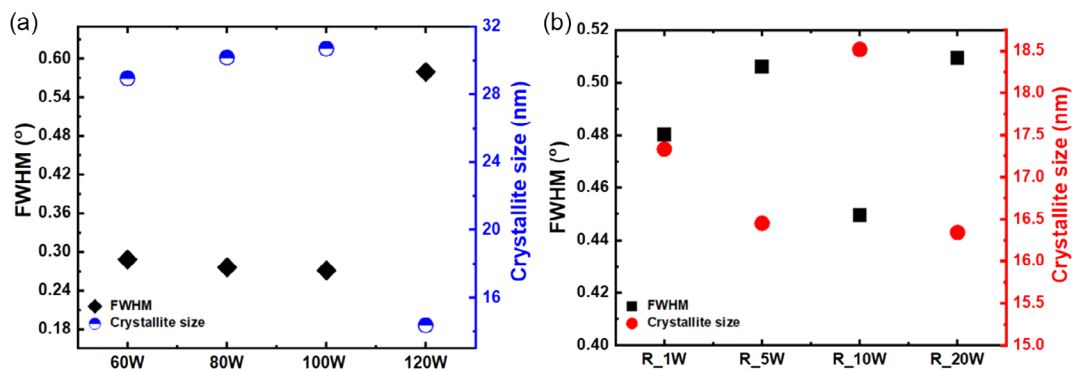 (a)
FWHM (°)
0.60
0.54
0.48
0.42
0.36
0.30
0.24
0.18
32
28
24
20
16
Crystallite size (nm)
FWHM
Crystallite size
60W 80W 100W 120W
(b)
FWHM (°)
0.52
0.50
0.48
0.46
0.44
0.42
0.40
18.5
18.0
17.5
17.0
16.5
16.0
15.5
15.0
Crystallite size (nm)
FWHM
Crystallite size
R_1W R_5W R_10W R_20W